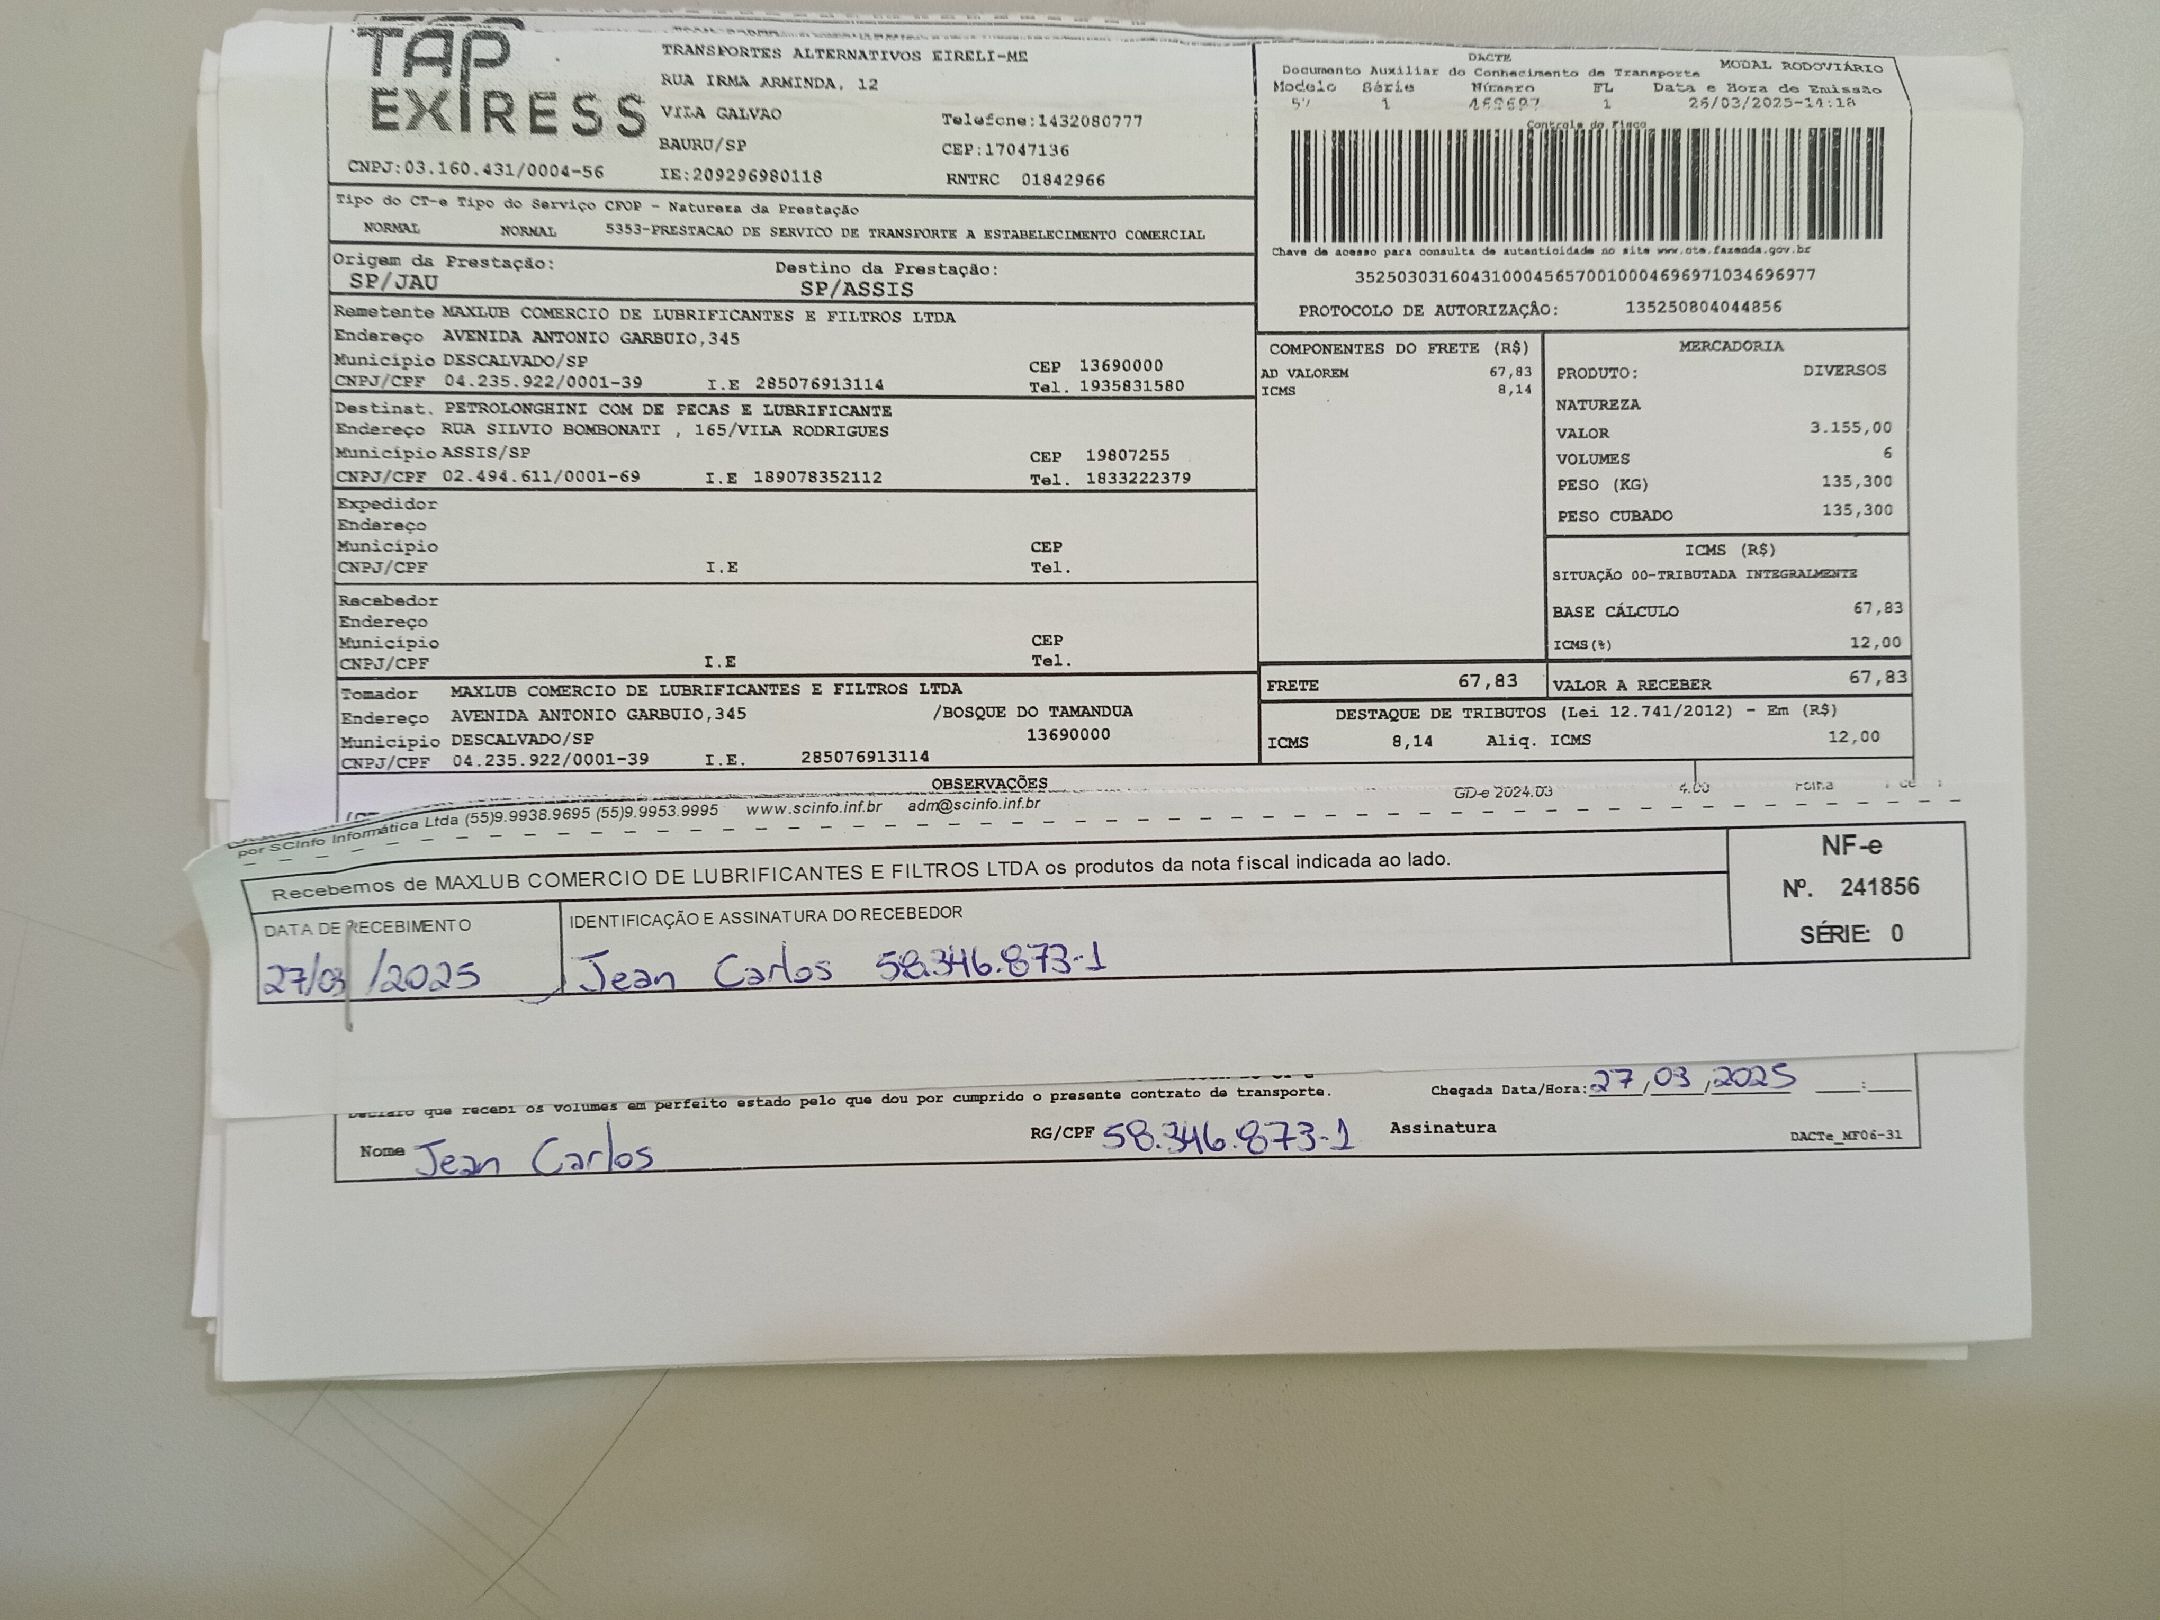 TAP
EXPRESS
TRANSPORTES ALTERNATIVOS EIRELI-ME
RUA IRMA ARMINDA, 12
VILA GALVAO
Telefone:1432080777
BAURU/SP
CEP:17047136
CNPJ:03.160.431/0004-56
IE:209296980118
RNTRC 01842966
DACTE
MODAL RODOVIÁRIO
Documento Auxiliar do Conhecimento de Transporte
Modelo Série Número FL Data e Hora de Emissão
57 1 469697 1 26/03/2025-14:18
Controle do Fisco
Chave de acesso para consulta de autenticidade no site www.cte.fazenda.gov.br
35250303160431000456570010004696971034696977
PROTOCOLO DE AUTORIZAÇÃO: 135250804044856
Tipo do CT-e Tipo do Serviço CFOP - Natureza da Prestação
NORMAL NORMAL 5353-PRESTACAO DE SERVICO DE TRANSPORTE A ESTABELECIMENTO COMERCIAL
Origem da Prestação: Destino da Prestação:
SP/JAU SP/ASSIS
Remetente MAXLUB COMERCIO DE LUBRIFICANTES E FILTROS LTDA
Endereço AVENIDA ANTONIO GARBUIO,345
Município DESCALVADO/SP CEP 13690000
CNPJ/CPF 04.235.922/0001-39 I.E 285076913114 Tel. 1935831580
Destinat. PETROLONGHINI COM DE PECAS E LUBRIFICANTE
Endereço RUA SILVIO BOMBONATI , 165/VILA RODRIGUES
Município ASSIS/SP CEP 19807255
CNPJ/CPF 02.494.611/0001-69 I.E 189078352112 Tel. 1833222379
Expedidor
Endereço
Município CEP
CNPJ/CPF I.E Tel.
Recebedor
Endereço
Município CEP
CNPJ/CPF I.E Tel.
Tomador MAXLUB COMERCIO DE LUBRIFICANTES E FILTROS LTDA
Endereço AVENIDA ANTONIO GARBUIO,345 /BOSQUE DO TAMANDUA
Município DESCALVADO/SP 13690000
CNPJ/CPF 04.235.922/0001-39 I.E. 285076913114
COMPONENTES DO FRETE (R$)
AD VALOREM 67,83
ICMS 8,14
MERCADORIA
PRODUTO: DIVERSOS
NATUREZA
VALOR 3.155,00
VOLUMES 6
PESO (KG) 135,300
PESO CUBADO 135,300
ICMS (R$)
SITUAÇÃO 00-TRIBUTADA INTEGRALMENTE
BASE CÁLCULO 67,83
ICMS(%) 12,00
FRETE 67,83 VALOR A RECEBER 67,83
DESTAQUE DE TRIBUTOS (Lei 12.741/2012) - Em (R$)
ICMS 8,14 Aliq. ICMS 12,00
OBSERVAÇÕES
por SCinfo Informática Ltda (55)9.9938.9695 (55)9.9953.9995 www.scinfo.inf.br adm@scinfo.inf.br GD-e 2024.03 4.00 Folha
Recebemos de MAXLUB COMERCIO DE LUBRIFICANTES E FILTROS LTDA os produtos da nota fiscal indicada ao lado.
NF-e
Nº. 241856
SÉRIE: 0
DATA DE RECEBIMENTO
IDENTIFICAÇÃO E ASSINATURA DO RECEBEDOR
27/03/2025
Jean Carlos 58.346.873-1
Declaro que recebi os volumes em perfeito estado pelo que dou por cumprido o presente contrato de transporte.
Chegada Data/Hora: 27/03/2025 ____:____
Nome Jean Carlos RG/CPF 58.346.873-1 Assinatura
DACTe_MF06-31